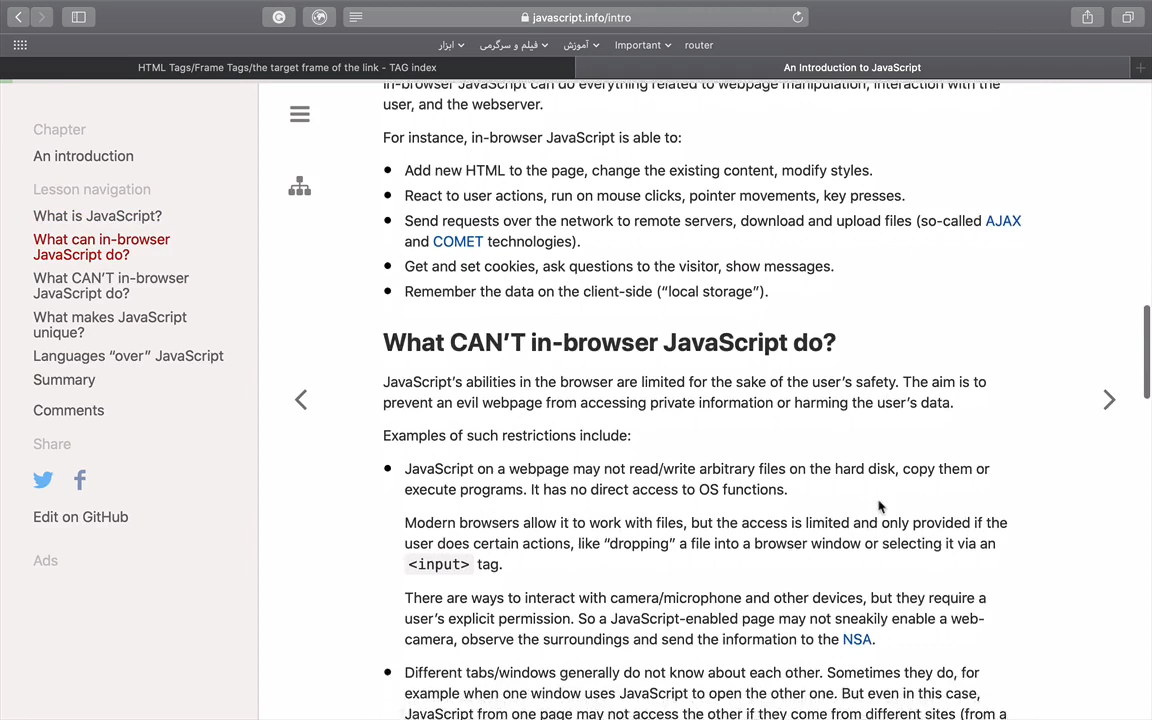 javascript.info/intro
ابزار
فیلم و سرگرمی
آموزش
Important
router
HTML Tags/Frame Tags/the target frame of the link - TAG index
An Introduction to JavaScript
Chapter
An introduction
Lesson navigation
What is JavaScript?
What can in-browser
JavaScript do?
What CAN'T in-browser
JavaScript do?
What makes JavaScript
unique?
Languages “over” JavaScript
Summary
Comments
Share
Edit on GitHub
Ads
in-browser JavaScript can do everything related to webpage manipulation, interaction with the
user, and the webserver.
For instance, in-browser JavaScript is able to:
Add new HTML to the page, change the existing content, modify styles.
React to user actions, run on mouse clicks, pointer movements, key presses.
Send requests over the network to remote servers, download and upload files (so-called AJAX
and COMET technologies).
Get and set cookies, ask questions to the visitor, show messages.
Remember the data on the client-side (“local storage”).
What CAN'T in-browser JavaScript do?
JavaScript's abilities in the browser are limited for the sake of the user's safety. The aim is to
prevent an evil webpage from accessing private information or harming the user's data.
Examples of such restrictions include:
JavaScript on a webpage may not read/write arbitrary files on the hard disk, copy them or
execute programs. It has no direct access to OS functions.
Modern browsers allow it to work with files, but the access is limited and only provided if the
user does certain actions, like “dropping” a file into a browser window or selecting it via an
<input> tag.
There are ways to interact with camera/microphone and other devices, but they require a
user's explicit permission. So a JavaScript-enabled page may not sneakily enable a web-
camera, observe the surroundings and send the information to the NSA.
Different tabs/windows generally do not know about each other. Sometimes they do, for
example when one window uses JavaScript to open the other one. But even in this case,
JavaScript from one page may not access the other if they come from different sites (from a